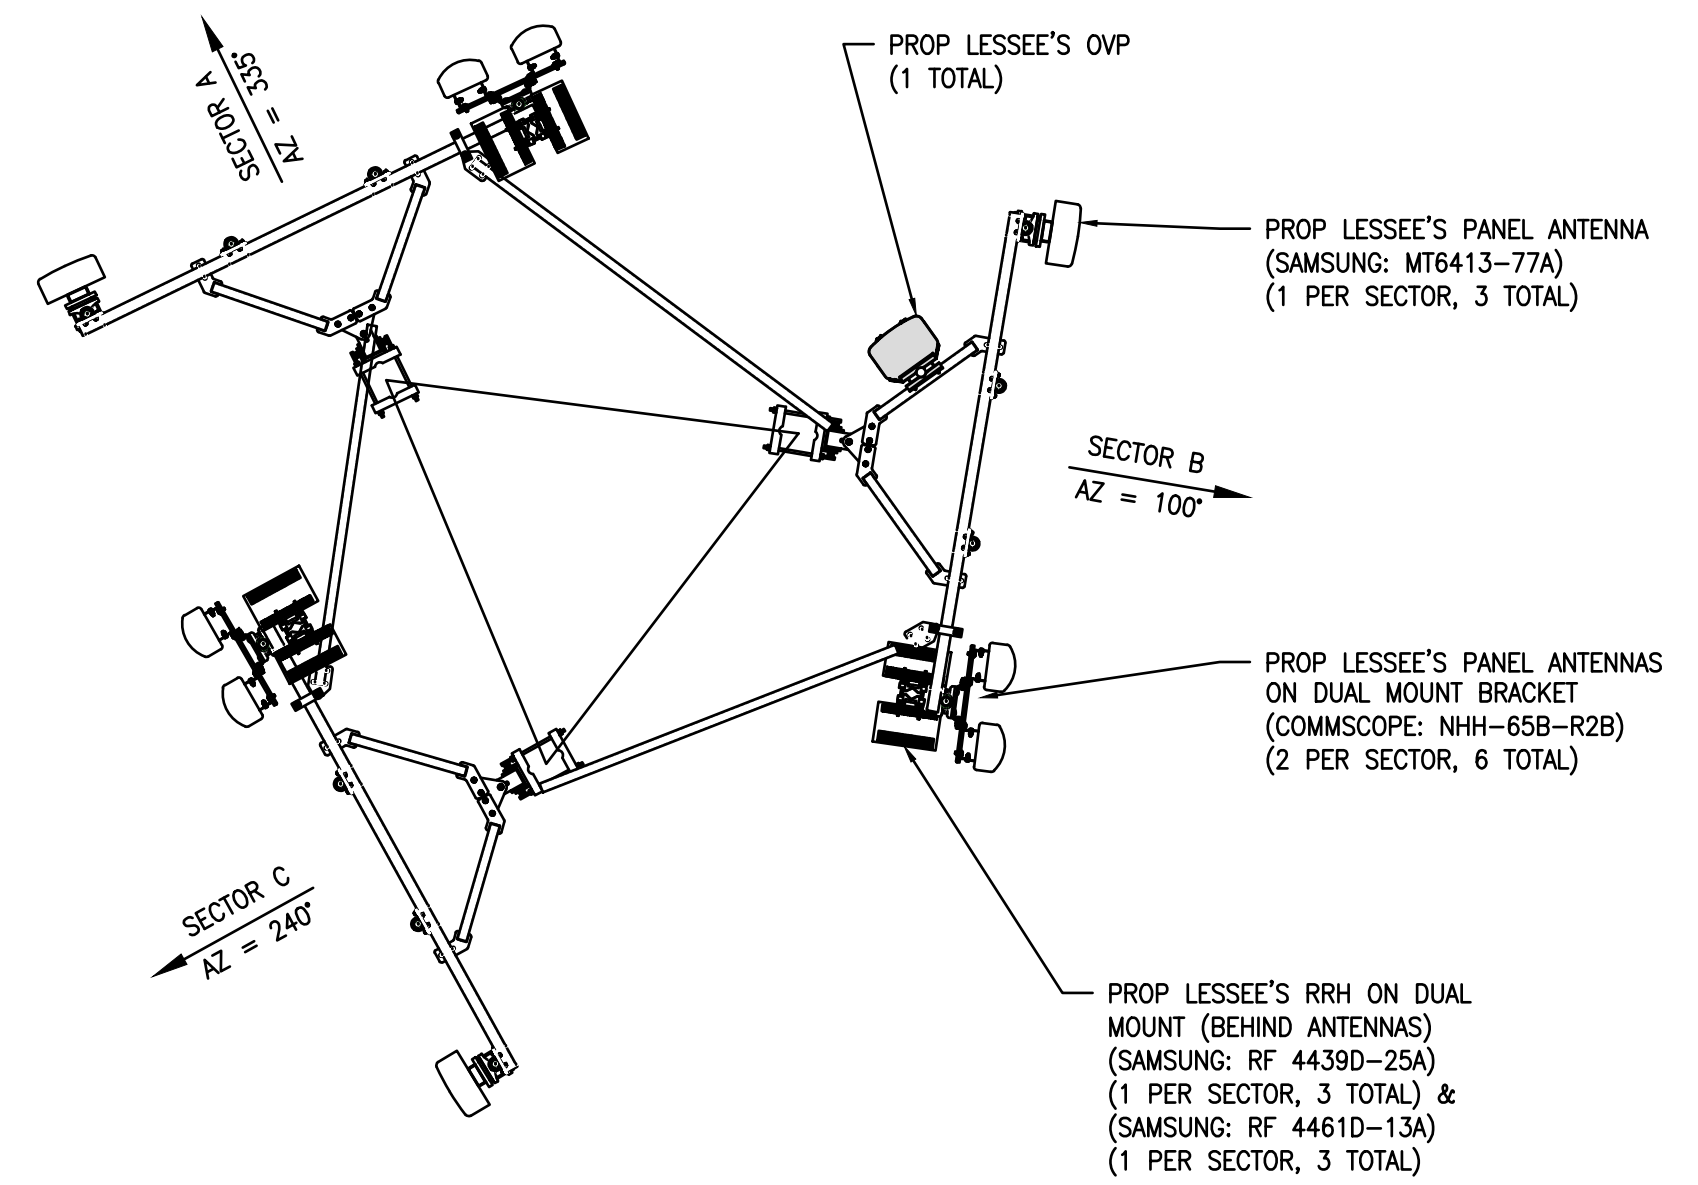 SECTOR A
AZ = 335°
PROP LESSEE'S OVP
(1 TOTAL)
PROP LESSEE'S PANEL ANTENNA
(SAMSUNG: MT6413-77A)
(1 PER SECTOR, 3 TOTAL)
SECTOR B
AZ = 100°
PROP LESSEE'S PANEL ANTENNAS
ON DUAL MOUNT BRACKET
(COMMSCOPE: NHH-65B-R2B)
(2 PER SECTOR, 6 TOTAL)
SECTOR C
AZ = 240°
PROP LESSEE'S RRH ON DUAL
MOUNT (BEHIND ANTENNAS)
(SAMSUNG: RF 4439D-25A)
(1 PER SECTOR, 3 TOTAL) &
(SAMSUNG: RF 4461D-13A)
(1 PER SECTOR, 3 TOTAL)